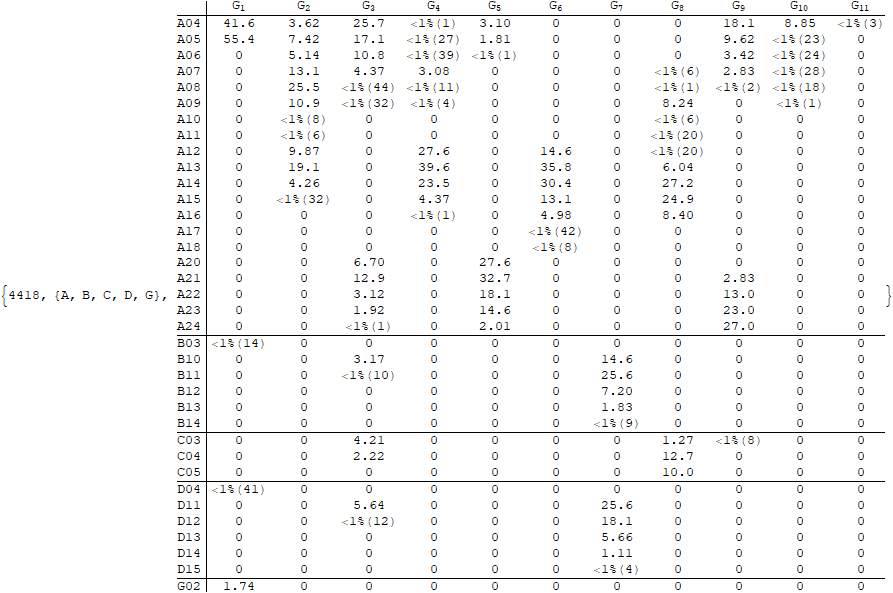 G1 G2 G3 G4 G5 G6 G7 G8 G9 G10 G11
A04 41.6 3.62 25.7 <1%(1) 3.10 0 0 0 18.1 8.85 <1%(3)
A05 55.4 7.42 17.1 <1%(27) 1.81 0 0 0 9.62 <1%(23) 0
A06 0 5.14 10.8 <1%(39) <1%(1) 0 0 0 3.42 <1%(24) 0
A07 0 13.1 4.37 3.08 0 0 0 <1%(6) 2.83 <1%(28) 0
A08 0 25.5 <1%(44) <1%(11) 0 0 0 <1%(1) <1%(2) <1%(18) 0
A09 0 10.9 <1%(32) <1%(4) 0 0 0 8.24 0 <1%(1) 0
A10 0 <1%(8) 0 0 0 0 0 <1%(6) 0 0 0
A11 0 <1%(6) 0 0 0 0 0 <1%(20) 0 0 0
A12 0 9.87 0 27.6 0 14.6 0 <1%(20) 0 0 0
A13 0 19.1 0 39.6 0 35.8 0 6.04 0 0 0
A14 0 4.26 0 23.5 0 30.4 0 27.2 0 0 0
A15 0 <1%(32) 0 4.37 0 13.1 0 24.9 0 0 0
A16 0 0 0 <1%(1) 0 4.98 0 8.40 0 0 0
A17 0 0 0 0 0 <1%(42) 0 0 0 0 0
A18 0 0 0 0 0 <1%(8) 0 0 0 0 0
A20 0 0 6.70 0 27.6 0 0 0 0 0 0
A21 0 0 12.9 0 32.7 0 0 0 2.83 0 0
{4418, {A, B, C, D, G}, A22 0 0 3.12 0 18.1 0 0 0 13.0 0 0 }
A23 0 0 1.92 0 14.6 0 0 0 23.0 0 0
A24 0 0 <1%(1) 0 2.01 0 0 0 27.0 0 0
B03 <1%(14) 0 0 0 0 0 0 0 0 0 0
B10 0 0 3.17 0 0 0 14.6 0 0 0 0
B11 0 0 <1%(10) 0 0 0 25.6 0 0 0 0
B12 0 0 0 0 0 0 7.20 0 0 0 0
B13 0 0 0 0 0 0 1.83 0 0 0 0
B14 0 0 0 0 0 0 <1%(9) 0 0 0 0
C03 0 0 4.21 0 0 0 0 1.27 <1%(8) 0 0
C04 0 0 2.22 0 0 0 0 12.7 0 0 0
C05 0 0 0 0 0 0 0 10.0 0 0 0
D04 <1%(41) 0 0 0 0 0 0 0 0 0 0
D11 0 0 5.64 0 0 0 25.6 0 0 0 0
D12 0 0 <1%(12) 0 0 0 18.1 0 0 0 0
D13 0 0 0 0 0 0 5.66 0 0 0 0
D14 0 0 0 0 0 0 1.11 0 0 0 0
D15 0 0 0 0 0 0 <1%(4) 0 0 0 0
G02 1.74 0 0 0 0 0 0 0 0 0 0